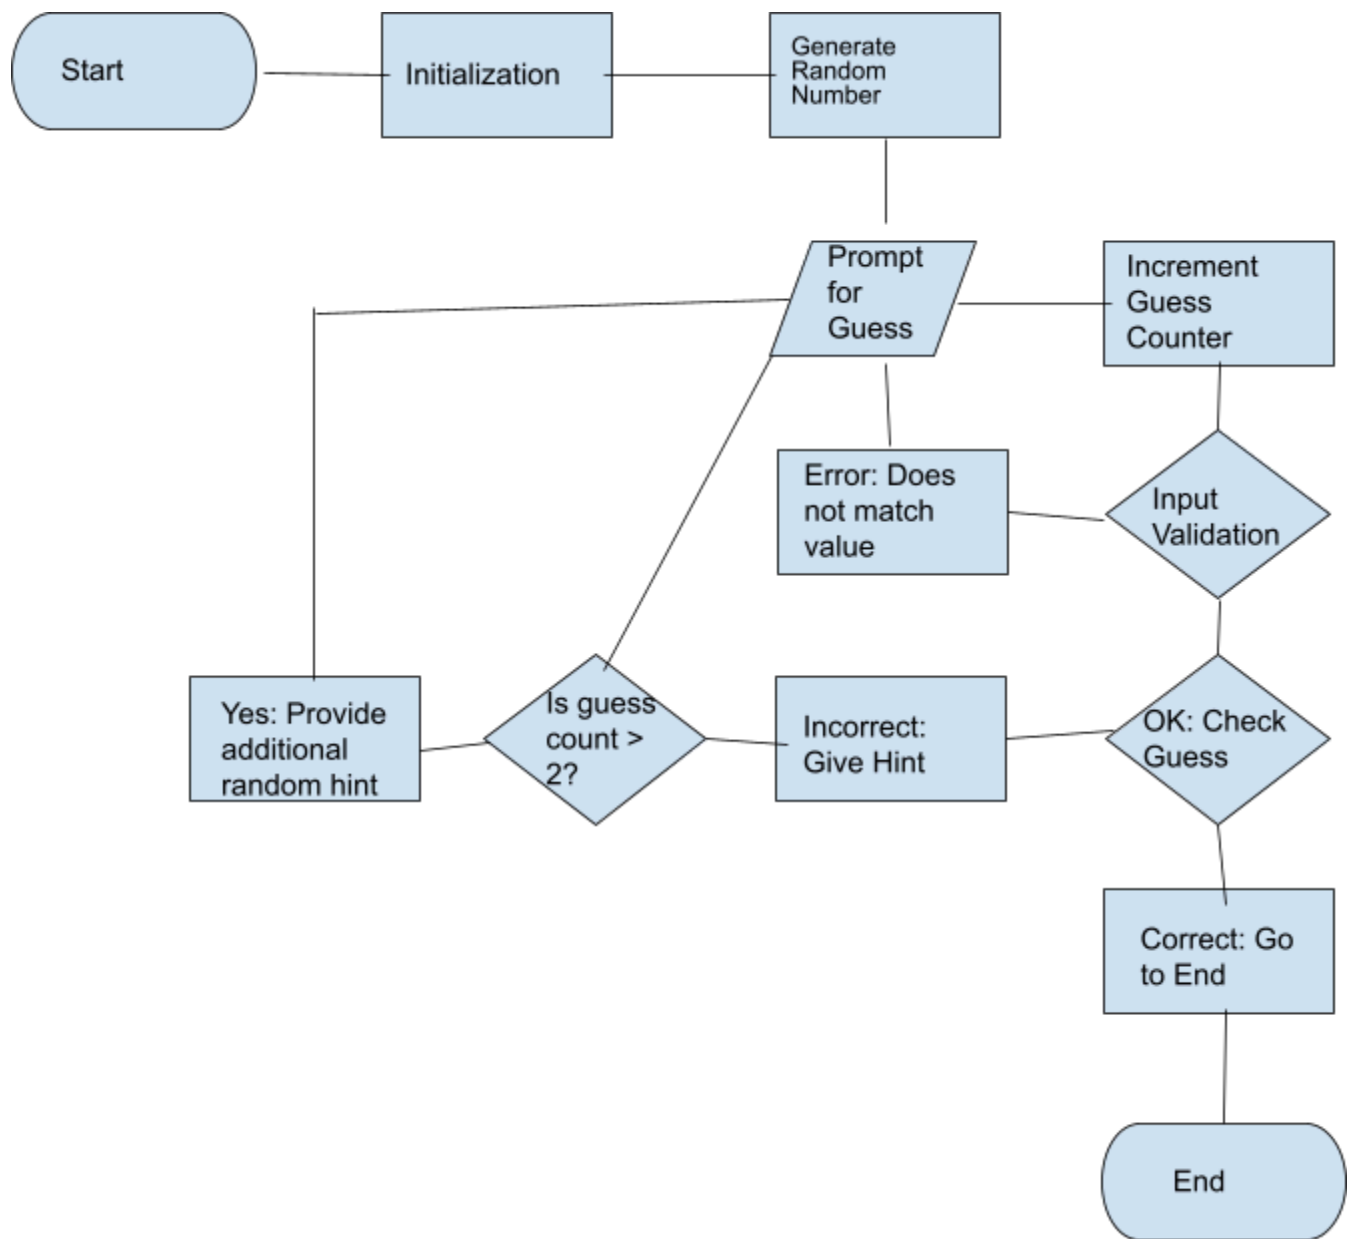 Start
Initialization
Generate
Random
Number
Prompt
for
Guess
Increment
Guess
Counter
Error: Does
not match
value
Input
Validation
Yes: Provide
additional
random hint
Is guess
count >
2?
Incorrect:
Give Hint
OK: Check
Guess
Correct: Go
to End
End